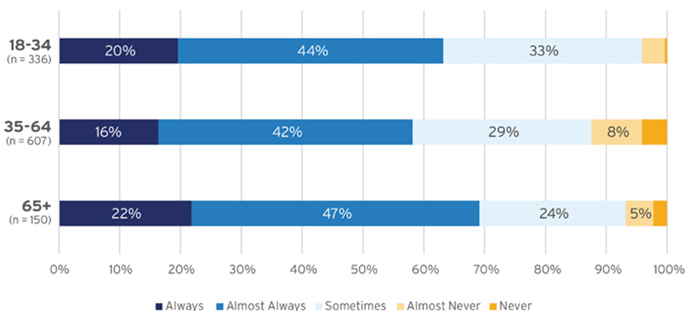 18-34
(n = 336)
20% 44% 33%
35-64
(n = 607)
16% 42% 29% 8%
65+
(n = 150)
22% 47% 24% 5%
0% 10% 20% 30% 40% 50% 60% 70% 80% 90% 100%
Always Almost Always Sometimes Almost Never Never